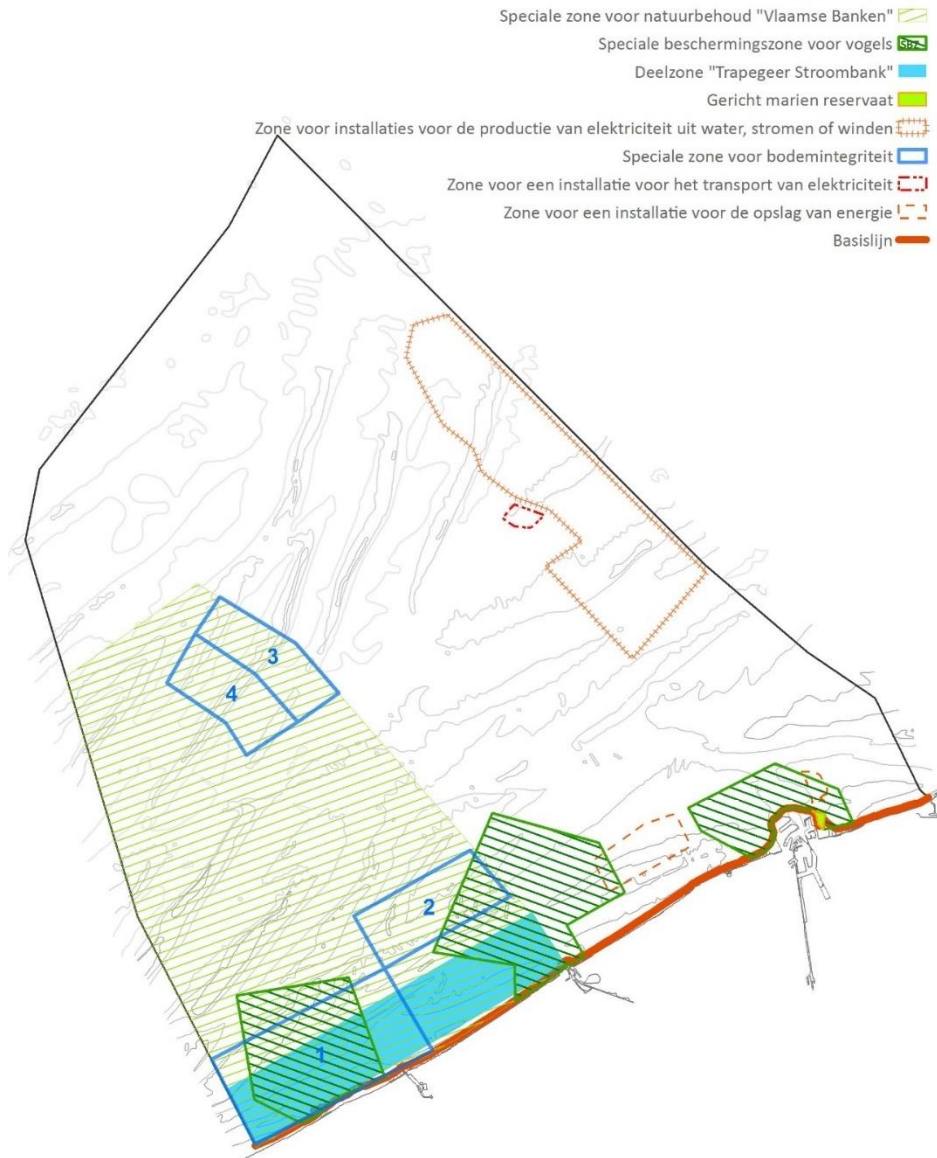 Speciale zone voor natuurbehoud "Vlaamse Banken"
Speciale beschermingszone voor vogels
SBZ
Deelzone "Trapegeer Stroombank"
Gericht marien reservaat
Zone voor installaties voor de productie van elektriciteit uit water, stromen of winden
Speciale zone voor bodemintegriteit
Zone voor een installatie voor het transport van elektriciteit
Zone voor een installatie voor de opslag van energie
Basislijn
3
4
2
1